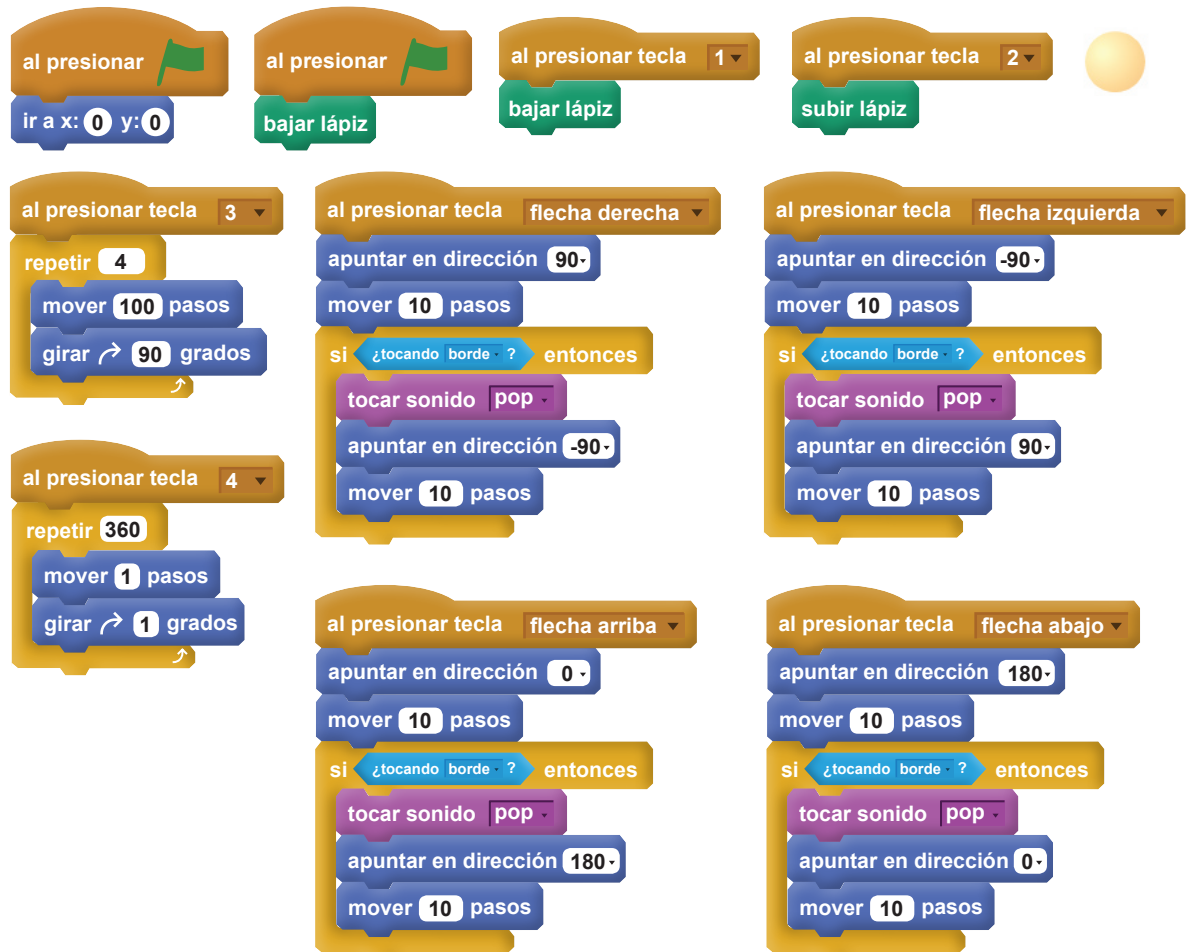 al presionar
ir a x: 0 y: 0
al presionar
bajar lápiz
al presionar tecla 1
bajar lápiz
al presionar tecla 2
subir lápiz
al presionar tecla 3
repetir 4
mover 100 pasos
girar 90 grados
al presionar tecla 4
repetir 360
mover 1 pasos
girar 1 grados
al presionar tecla flecha derecha
apuntar en dirección 90
mover 10 pasos
si ¿tocando borde ? entonces
tocar sonido pop
apuntar en dirección -90
mover 10 pasos
al presionar tecla flecha izquierda
apuntar en dirección -90
mover 10 pasos
si ¿tocando borde ? entonces
tocar sonido pop
apuntar en dirección 90
mover 10 pasos
al presionar tecla flecha arriba
apuntar en dirección 0
mover 10 pasos
si ¿tocando borde ? entonces
tocar sonido pop
apuntar en dirección 180
mover 10 pasos
al presionar tecla flecha abajo
apuntar en dirección 180
mover 10 pasos
si ¿tocando borde ? entonces
tocar sonido pop
apuntar en dirección 0
mover 10 pasos